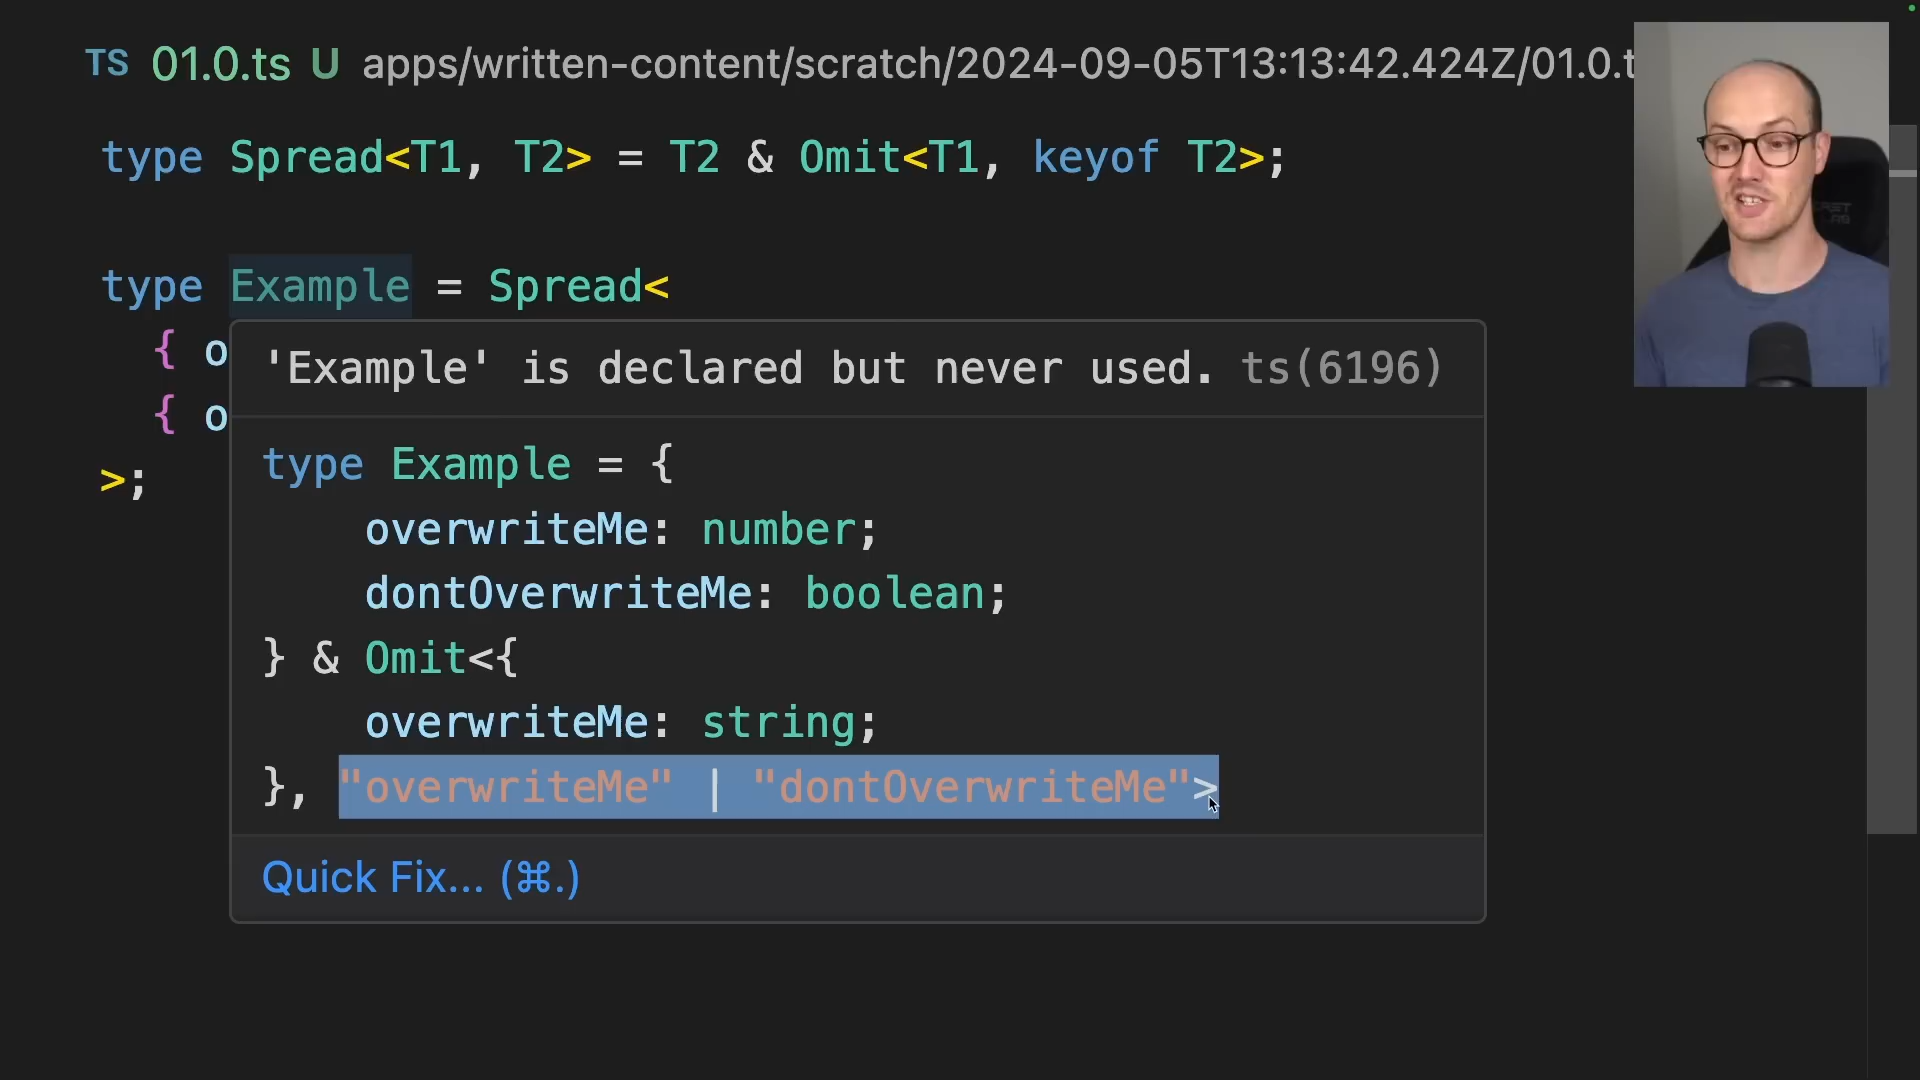 TS 01.0.ts U apps/written-content/scratch/2024-09-05T13:13:42.424Z/01.0.t
type Spread<T1, T2> = T2 & Omit<T1, keyof T2>;
type Example = Spread<
{ o
{ o
>;
'Example' is declared but never used. ts(6196)
type Example = {
overwriteMe: number;
dontOverwriteMe: boolean;
} & Omit<{
overwriteMe: string;
}, "overwriteMe" | "dontOverwriteMe">
Quick Fix... (⌘.)